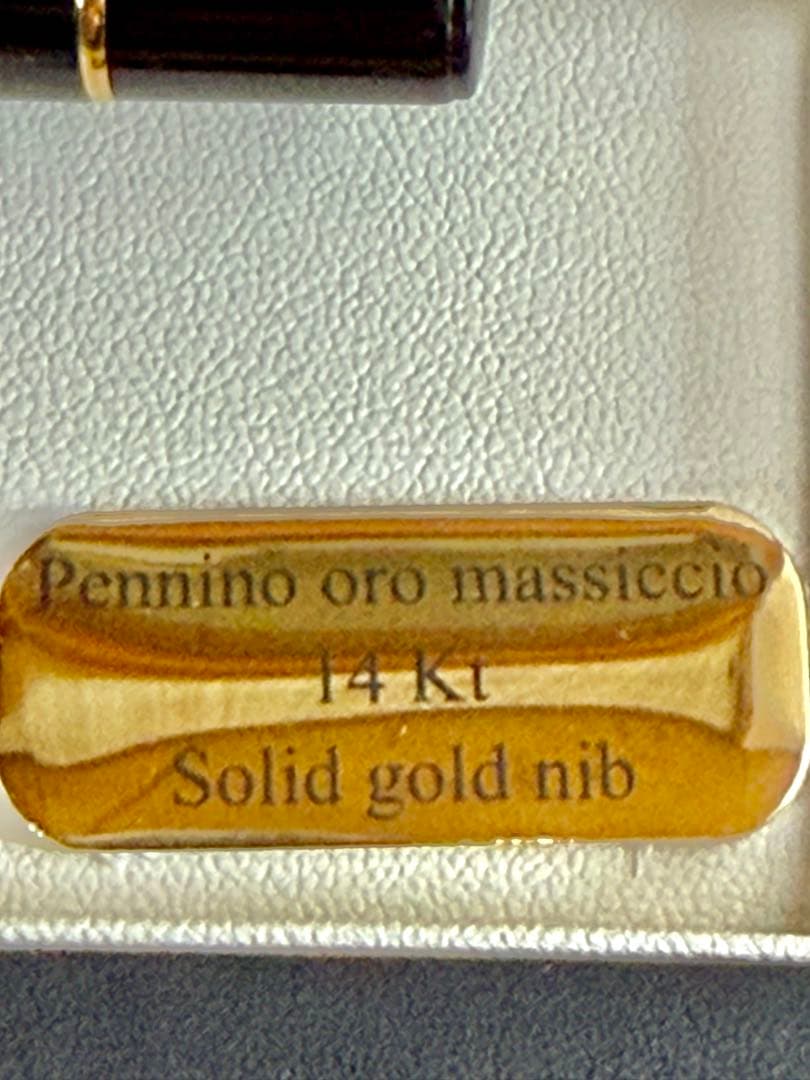 Pennino oro massiccio
14 Kt
Solid gold nib